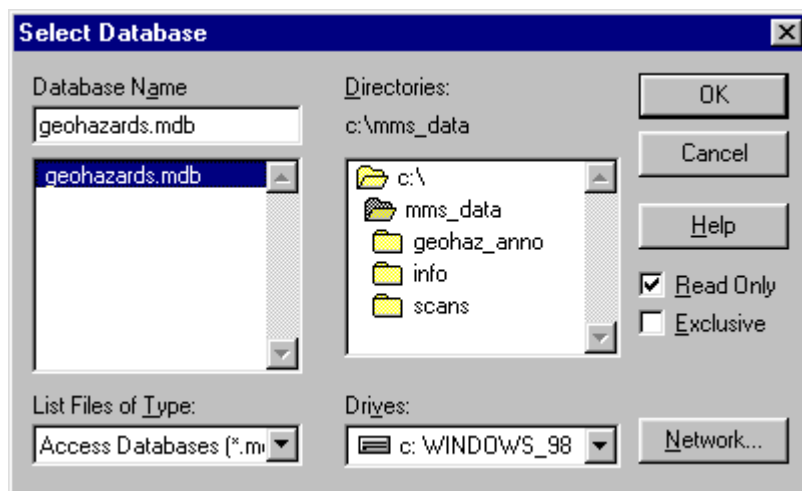 Select Database
Database Name
geohazards.mdb
geohazards.mdb
List Files of Type:
Access Databases (*.m
Directories:
c:\mms_data
c:\
mms_data
geohaz_anno
info
scans
Drives:
c: WINDOWS_98
OK
Cancel
Help
Read Only
Exclusive
Network...